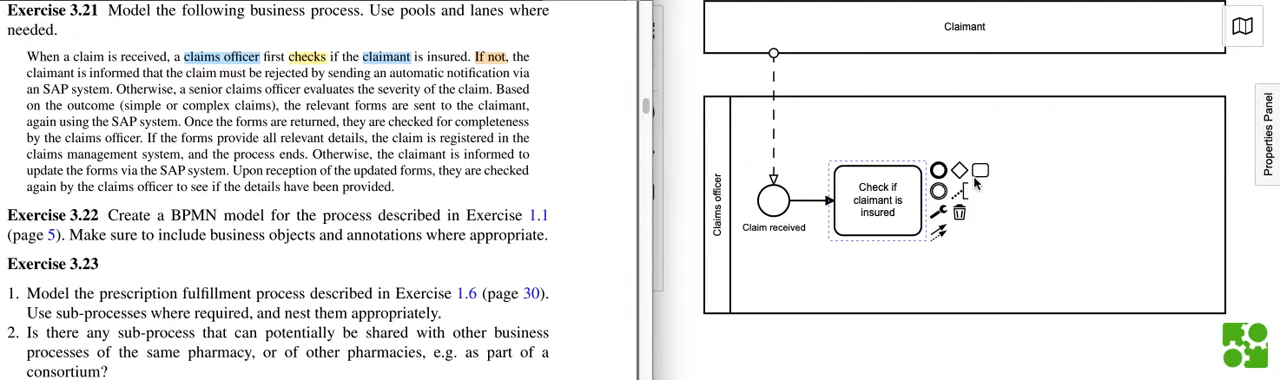 Exercise 3.21 Model the following business process. Use pools and lanes where
needed.
When a claim is received, a claims officer first checks if the claimant is insured. If not, the
claimant is informed that the claim must be rejected by sending an automatic notification via
an SAP system. Otherwise, a senior claims officer evaluates the severity of the claim. Based
on the outcome (simple or complex claims), the relevant forms are sent to the claimant,
again using the SAP system. Once the forms are returned, they are checked for completeness
by the claims officer. If the forms provide all relevant details, the claim is registered in the
claims management system, and the process ends. Otherwise, the claimant is informed to
update the forms via the SAP system. Upon reception of the updated forms, they are checked
again by the claims officer to see if the details have been provided.
Exercise 3.22 Create a BPMN model for the process described in Exercise 1.1
(page 5). Make sure to include business objects and annotations where appropriate.
Exercise 3.23
1. Model the prescription fulfillment process described in Exercise 1.6 (page 30).
Use sub-processes where required, and nest them appropriately.
2. Is there any sub-process that can potentially be shared with other business
processes of the same pharmacy, or of other pharmacies, e.g. as part of a
consortium?
Claimant
Claims officer
Claim received
Check if
claimant is
insured
Properties Panel